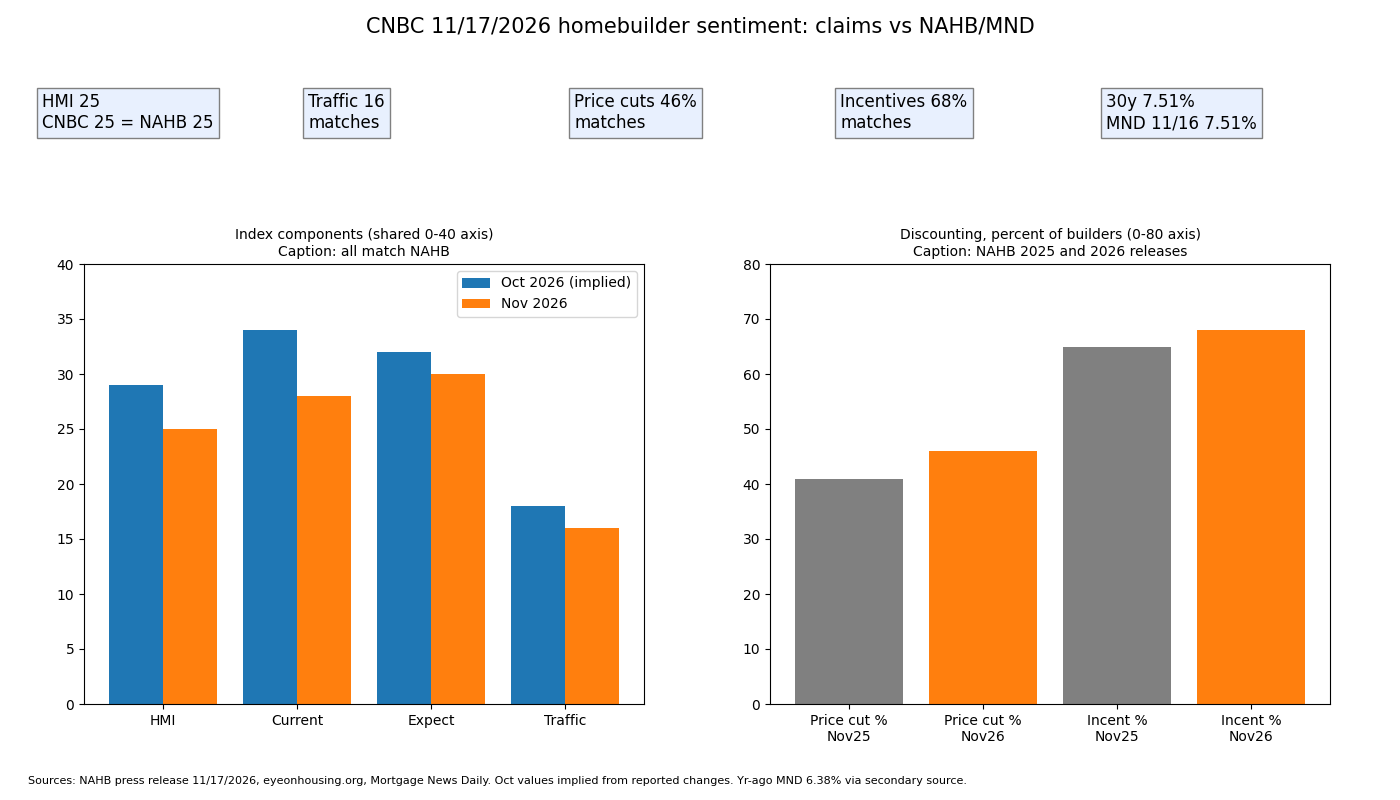 CNBC 11/17/2026 homebuilder sentiment: claims vs NAHB/MND
HMI 25
CNBC 25 = NAHB 25
Traffic 16
matches
Price cuts 46%
matches
Incentives 68%
matches
30y 7.51%
MND 11/16 7.51%
Index components (shared 0-40 axis)
Caption: all match NAHB
40
35
30
25
20
15
10
5
0
Oct 2026 (implied)
Nov 2026
HMI
Current
Expect
Traffic
Discounting, percent of builders (0-80 axis)
Caption: NAHB 2025 and 2026 releases
80
70
60
50
40
30
20
10
0
Price cut %
Nov25
Price cut %
Nov26
Incent %
Nov25
Incent %
Nov26
Sources: NAHB press release 11/17/2026, eyeonhousing.org, Mortgage News Daily. Oct values implied from reported changes. Yr-ago MND 6.38% via secondary source.